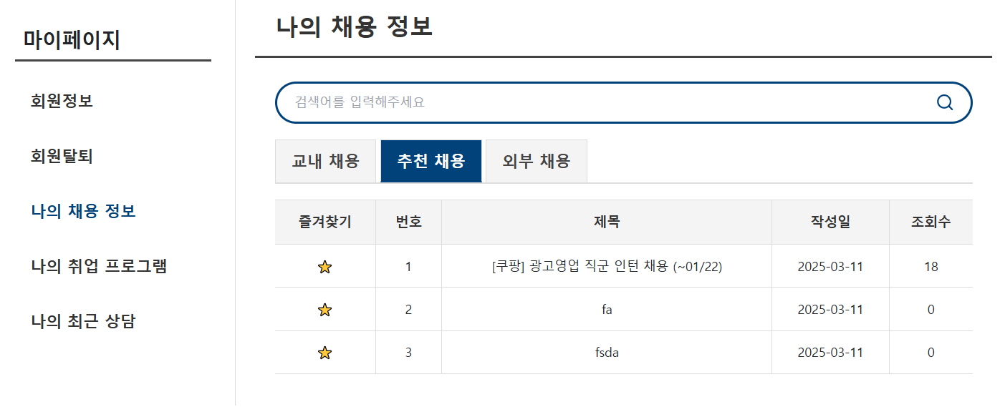 마이페이지
회원정보
회원탈퇴
나의 채용 정보
나의 취업 프로그램
나의 최근 상담
나의 채용 정보
검색어를 입력해주세요
교내 채용 추천 채용 외부 채용
즐겨찾기 번호 제목 작성일 조회수
1 [쿠팡] 광고영업 직군 인턴 채용 (~01/22) 2025-03-11 18
2 fa 2025-03-11 0
3 fsda 2025-03-11 0